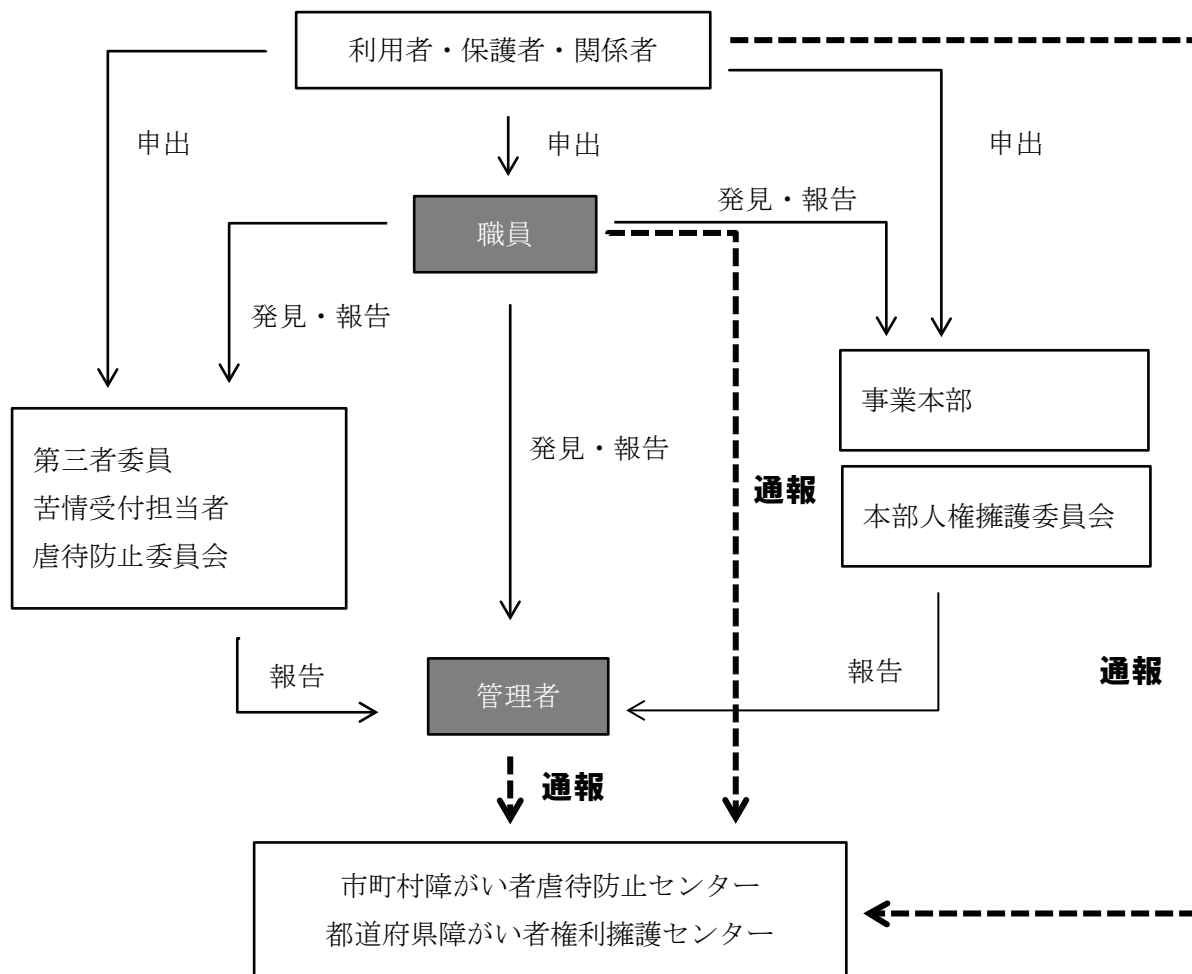 利用者・保護者・関係者
申出
申出
申出
発見・報告
職員
発見・報告
事業本部
第三者委員
苦情受付担当者
虐待防止委員会
発見・報告
通報
本部人権擁護委員会
報告
管理者
報告
通報
通報
市町村障がい者虐待防止センター
都道府県障がい者権利擁護センター